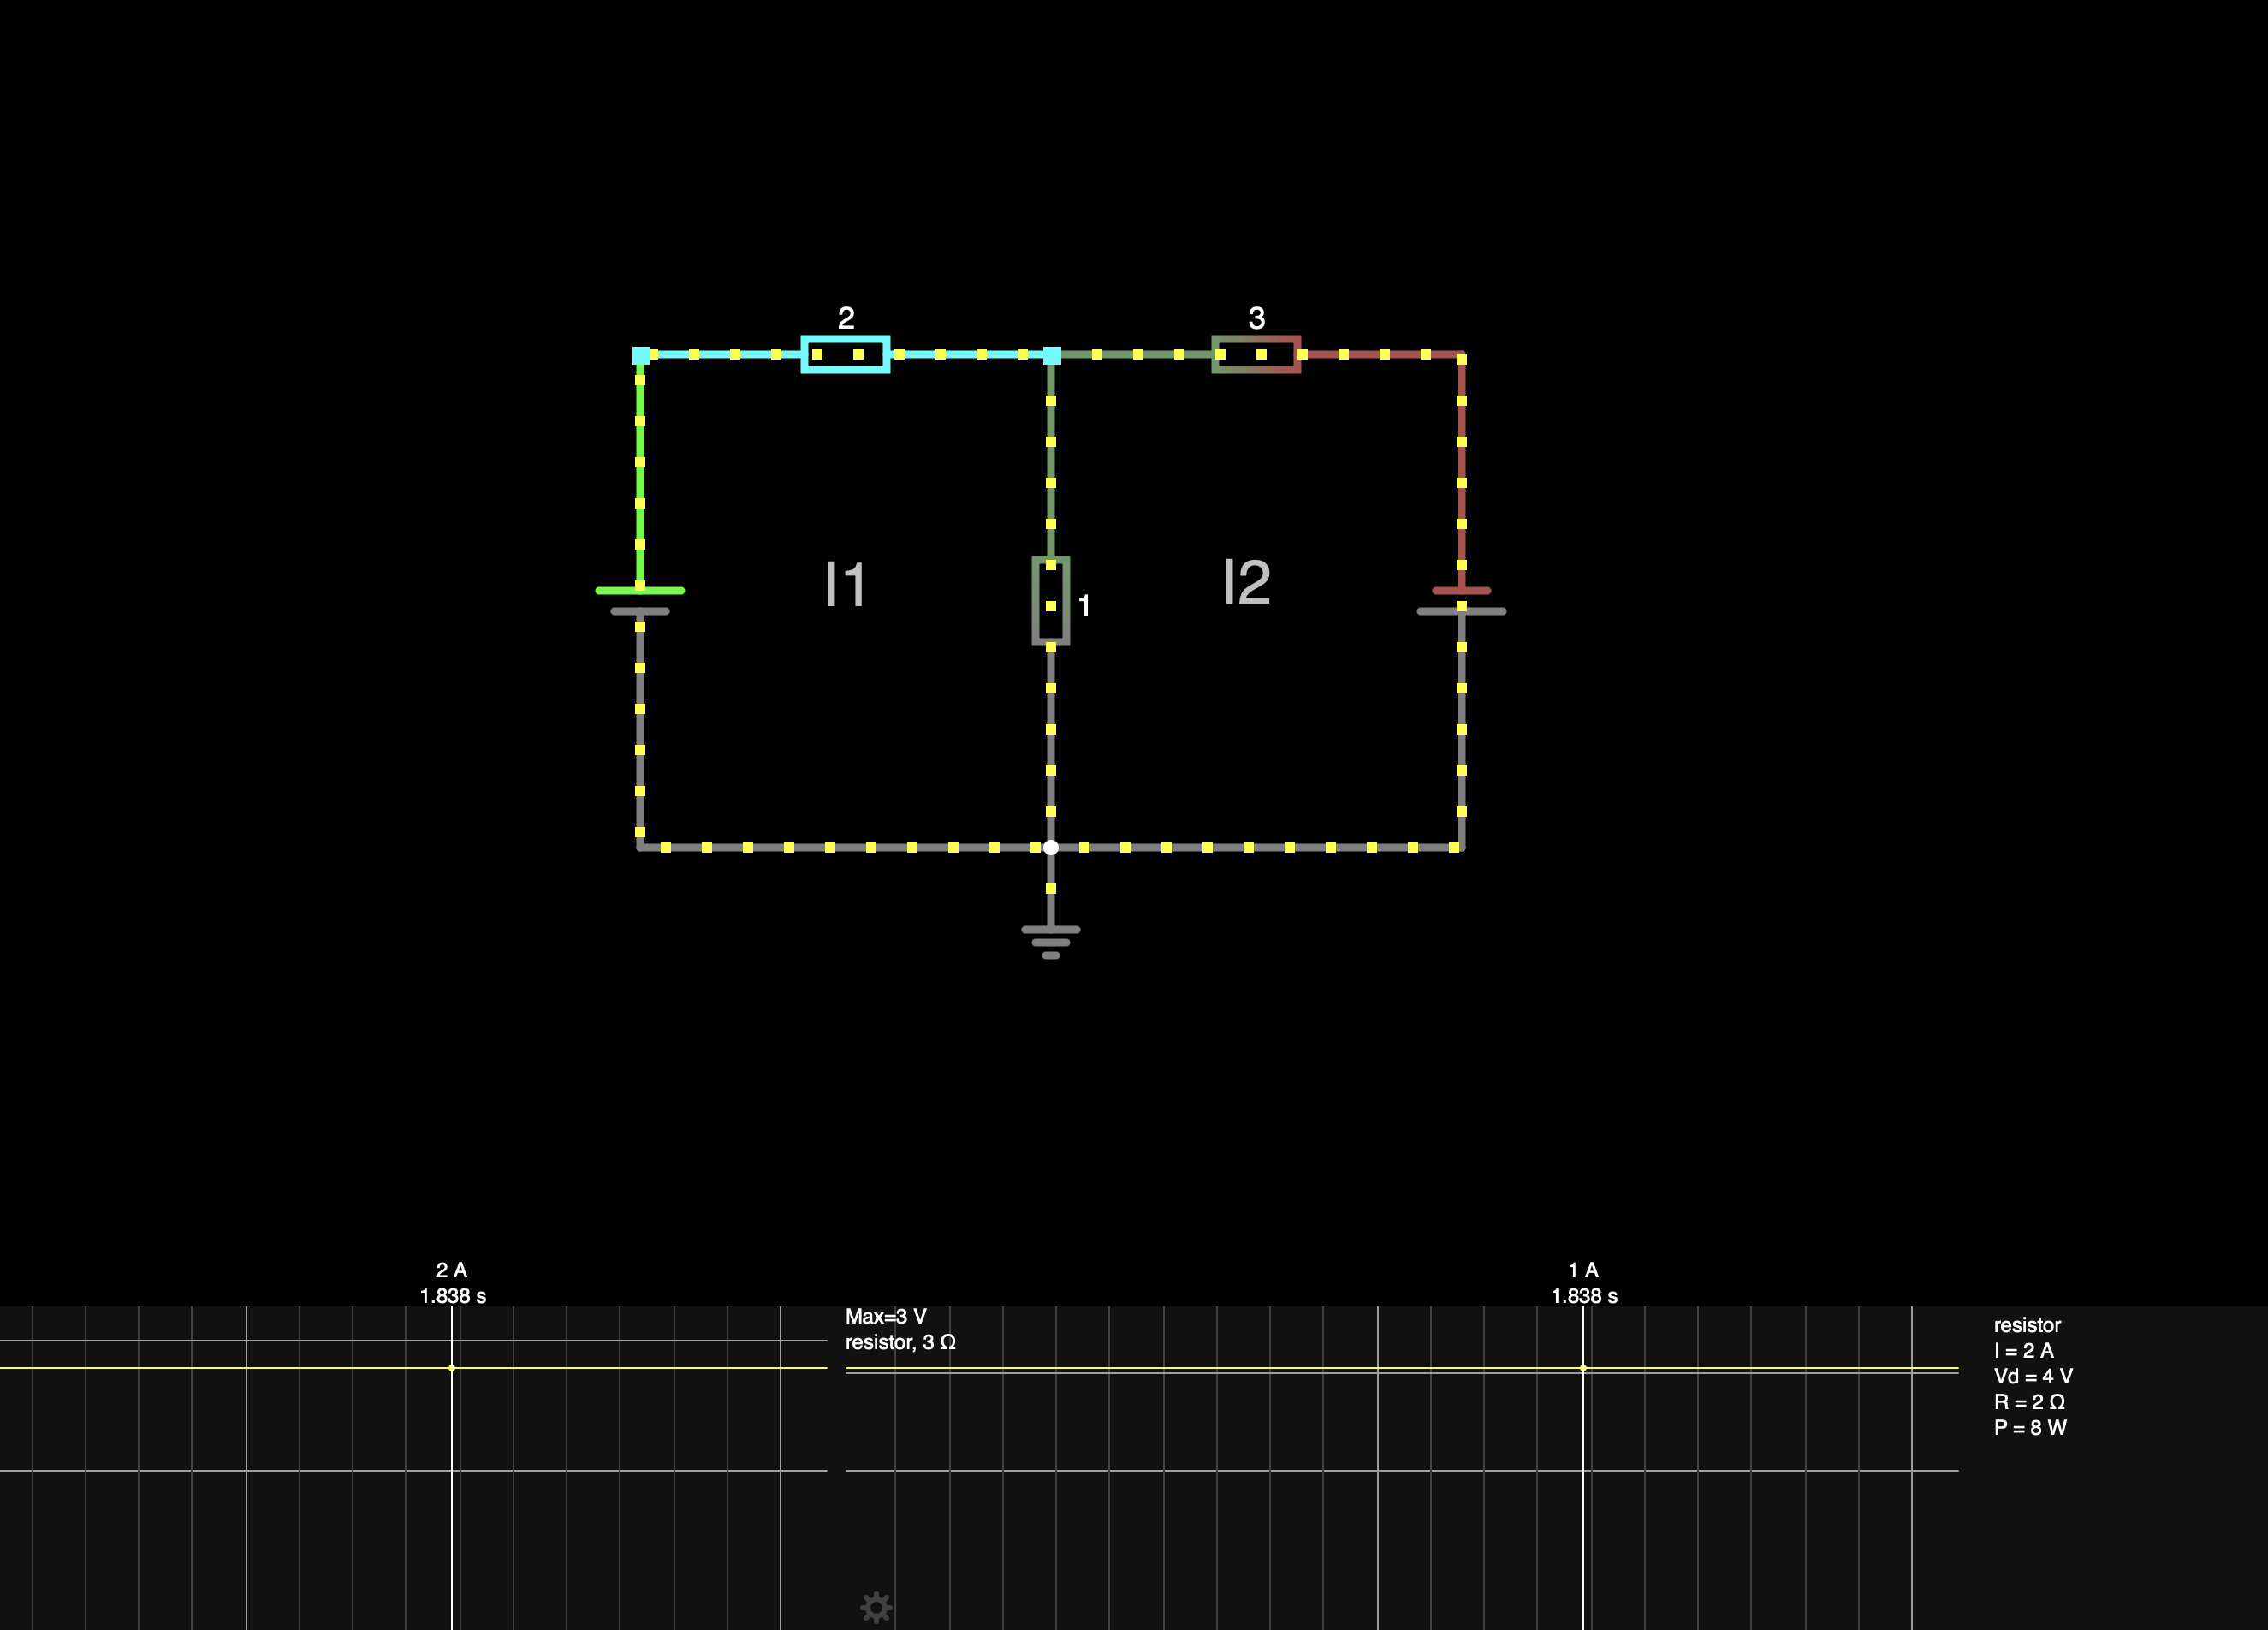 2
3
I1
I2
1
2 A
1.838 s
1 A
1.838 s
Max=3 V
resistor, 3 Ω
resistor
I = 2 A
Vd = 4 V
R = 2 Ω
P = 8 W